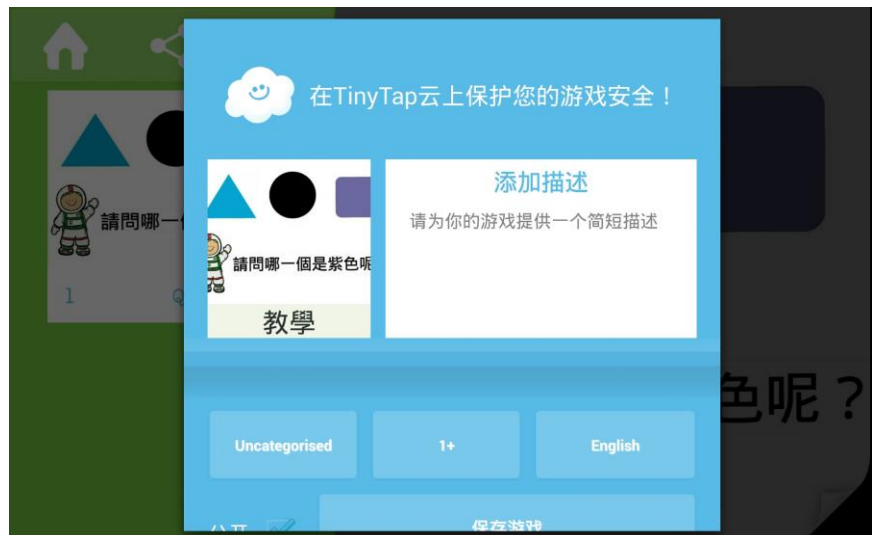 在TinyTap云上保护您的游戏安全！
請問哪一
1
Q
請問哪一個是紫色呢
教學
添加描述
请为你的游戏提供一个简短描述
色呢？
Uncategorised
1+
English
公开
保存游戏